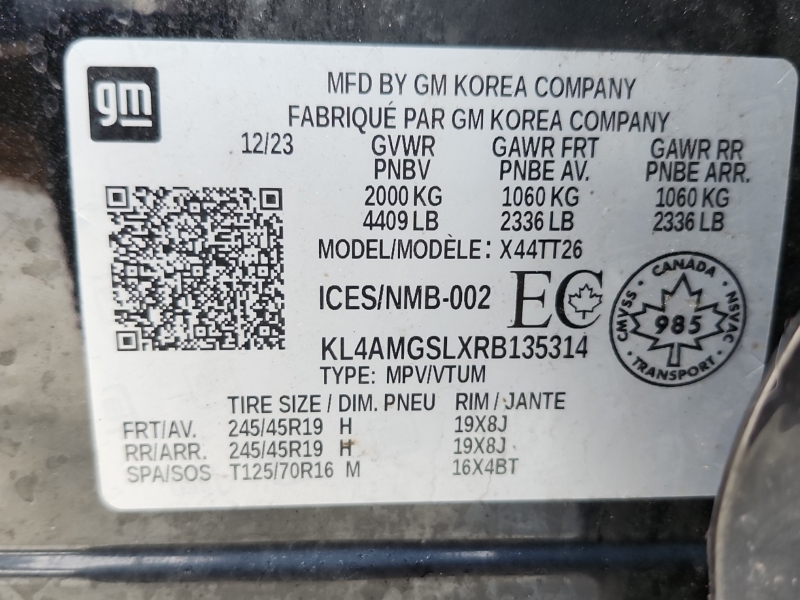 gm
MFD BY GM KOREA COMPANY
FABRIQUÉ PAR GM KOREA COMPANY
12/23 GVWR GAWR FRT GAWR RR
PNBV PNBE AV. PNBE ARR.
2000 KG 1060 KG 1060 KG
4409 LB 2336 LB 2336 LB
MODEL/MODÈLE: X44TT26
ICES/NMB-002 EC
CANADA
CMVSS 985 NSVAC
KL4AMGSLXRB135314
TYPE: MPV/VTUM
TIRE SIZE / DIM. PNEU RIM / JANTE
FRT/AV. 245/45R19 H 19X8J
RR/ARR. 245/45R19 H 19X8J
SPA/SOS T125/70R16 M 16X4BT